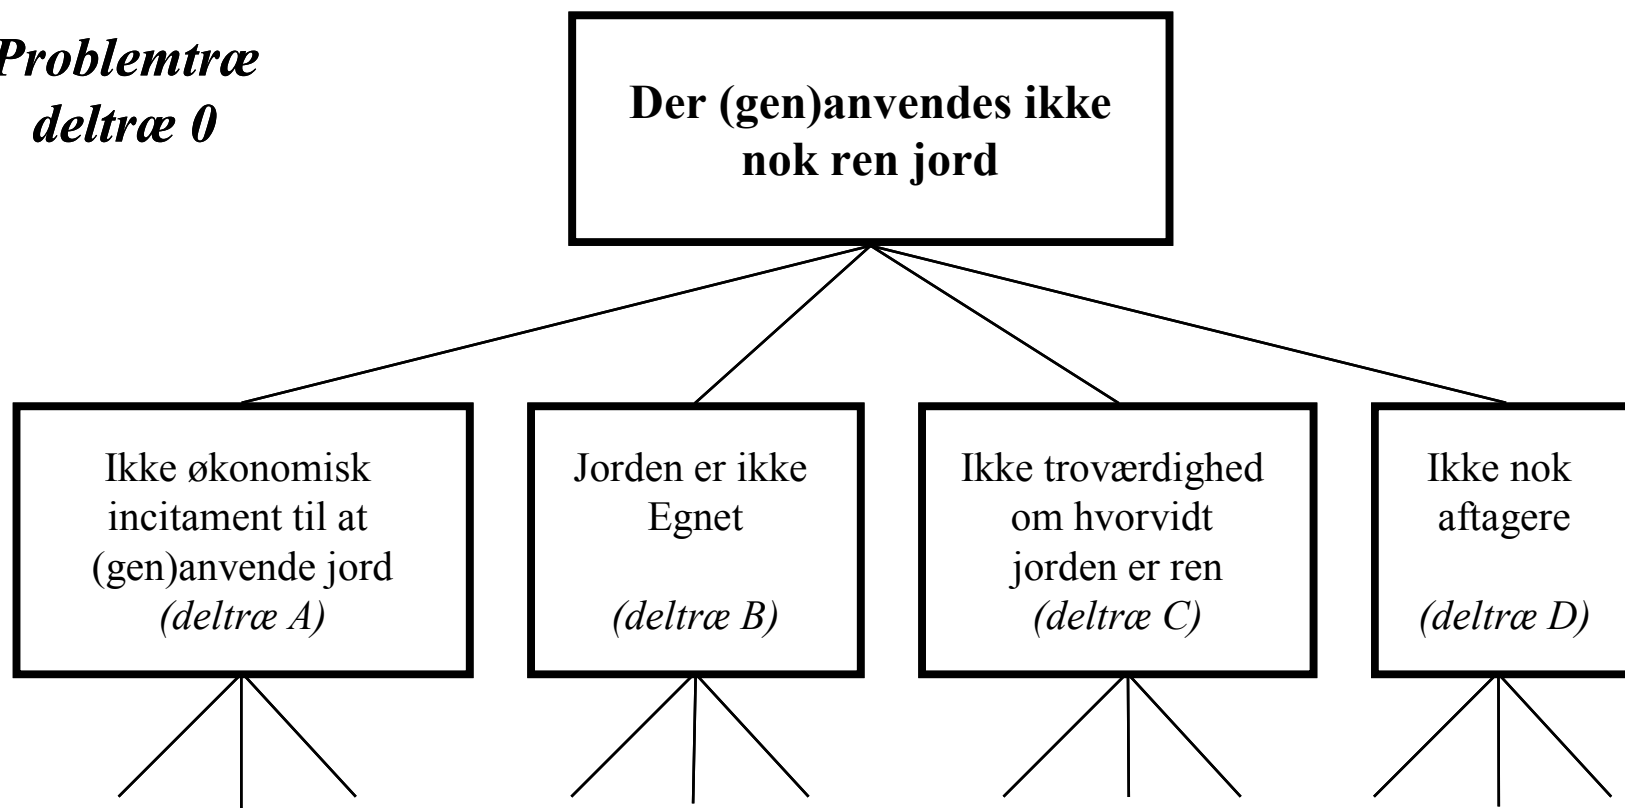 Problemtræ
deltræ 0
Der (gen)anvendes ikke
nok ren jord
Ikke økonomisk
incitament til at
(gen)anvende jord
(deltræ A)
Jorden er ikke
Egnet
(deltræ B)
Ikke troværdighed
om hvorvidt
jorden er ren
(deltræ C)
Ikke nok
aftagere
(deltræ D)